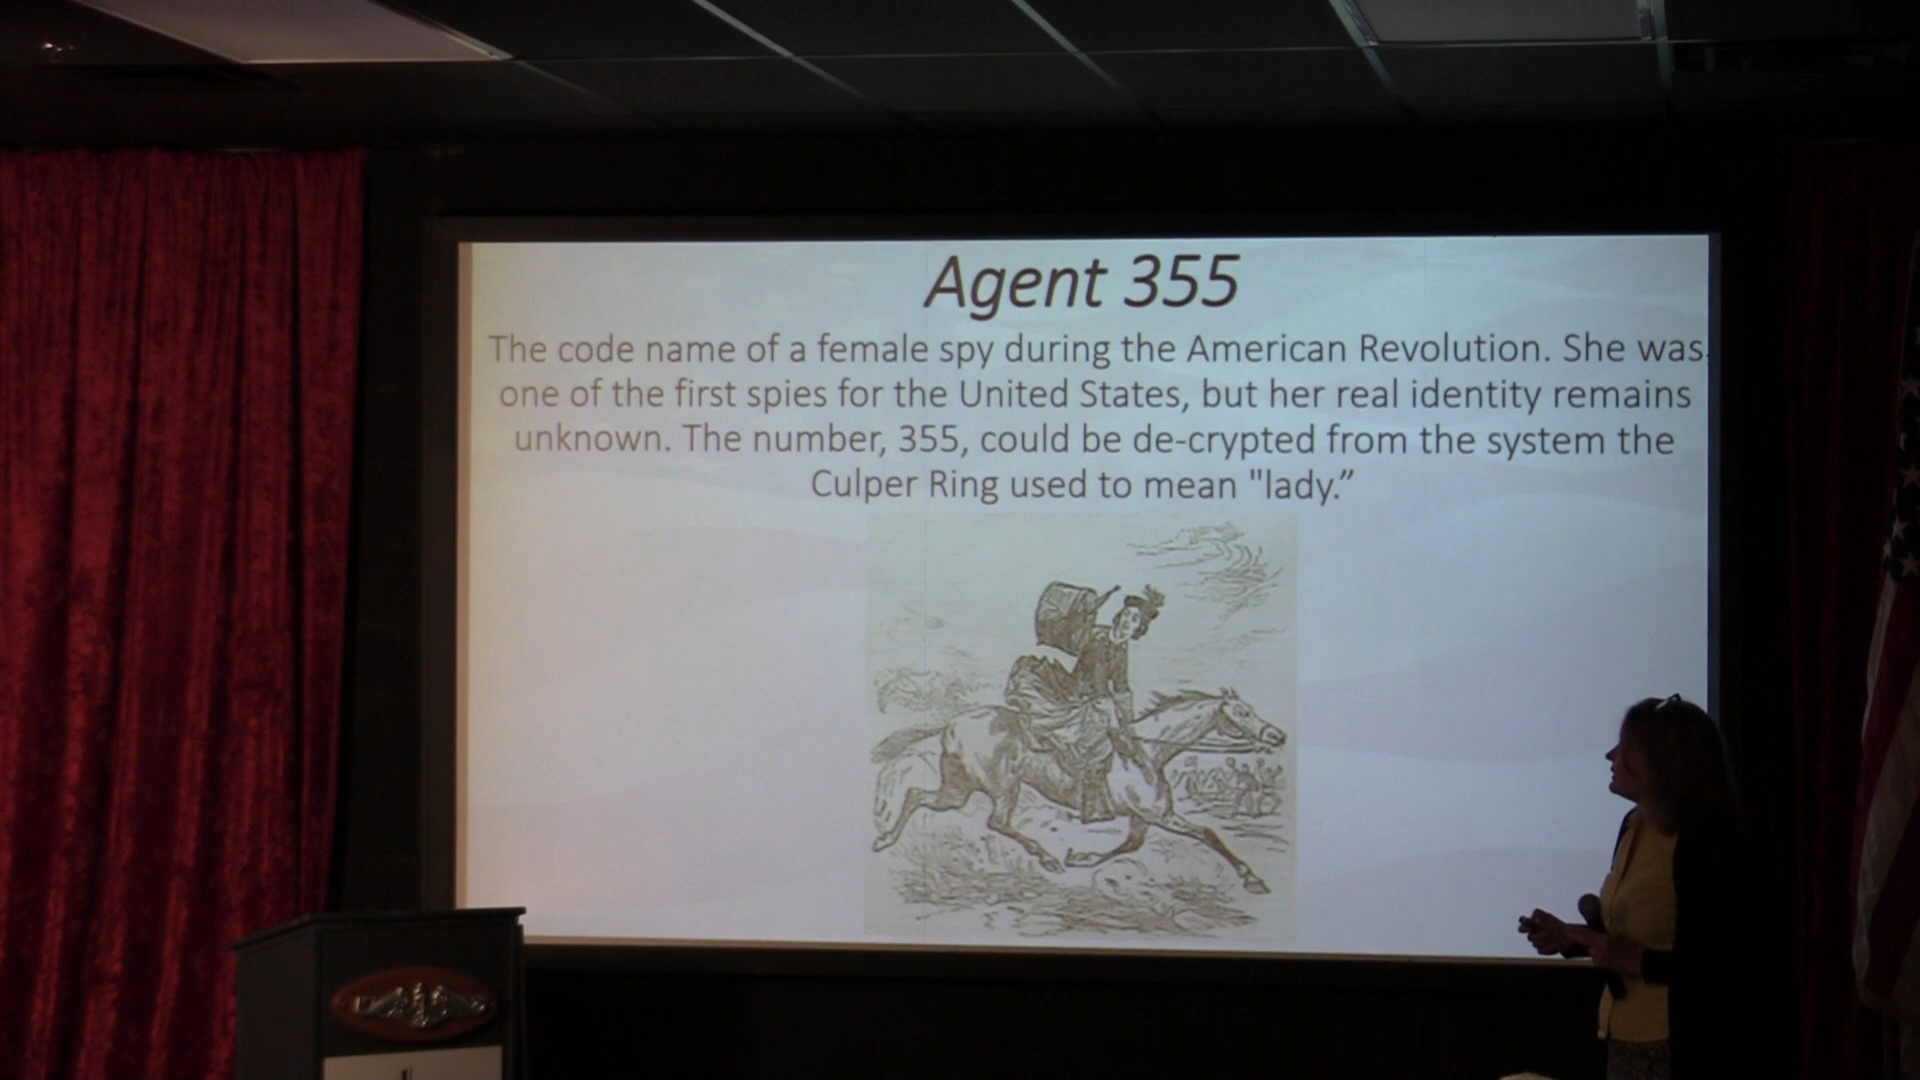 Agent 355
The code name of a female spy during the American Revolution. She was
one of the first spies for the United States, but her real identity remains
unknown. The number, 355, could be de-crypted from the system the
Culper Ring used to mean "lady.”